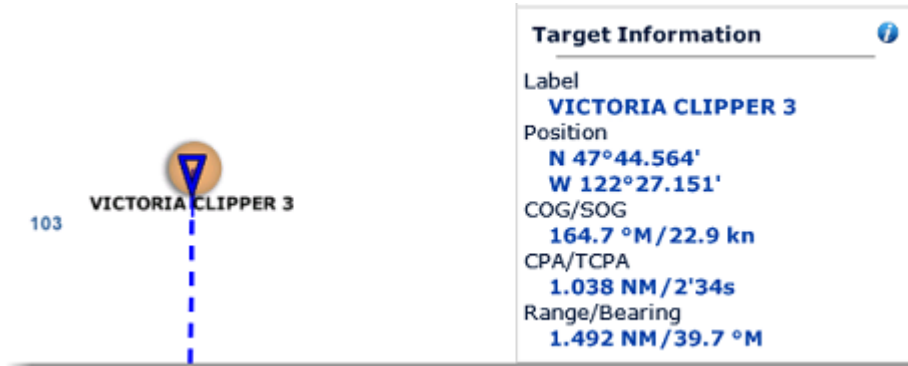 VICTORIA CLIPPER 3
103
Target Information
Label
VICTORIA CLIPPER 3
Position
N 47°44.564'
W 122°27.151'
COG/SOG
164.7 °M/22.9 kn
CPA/TCPA
1.038 NM/2'34s
Range/Bearing
1.492 NM/39.7 °M